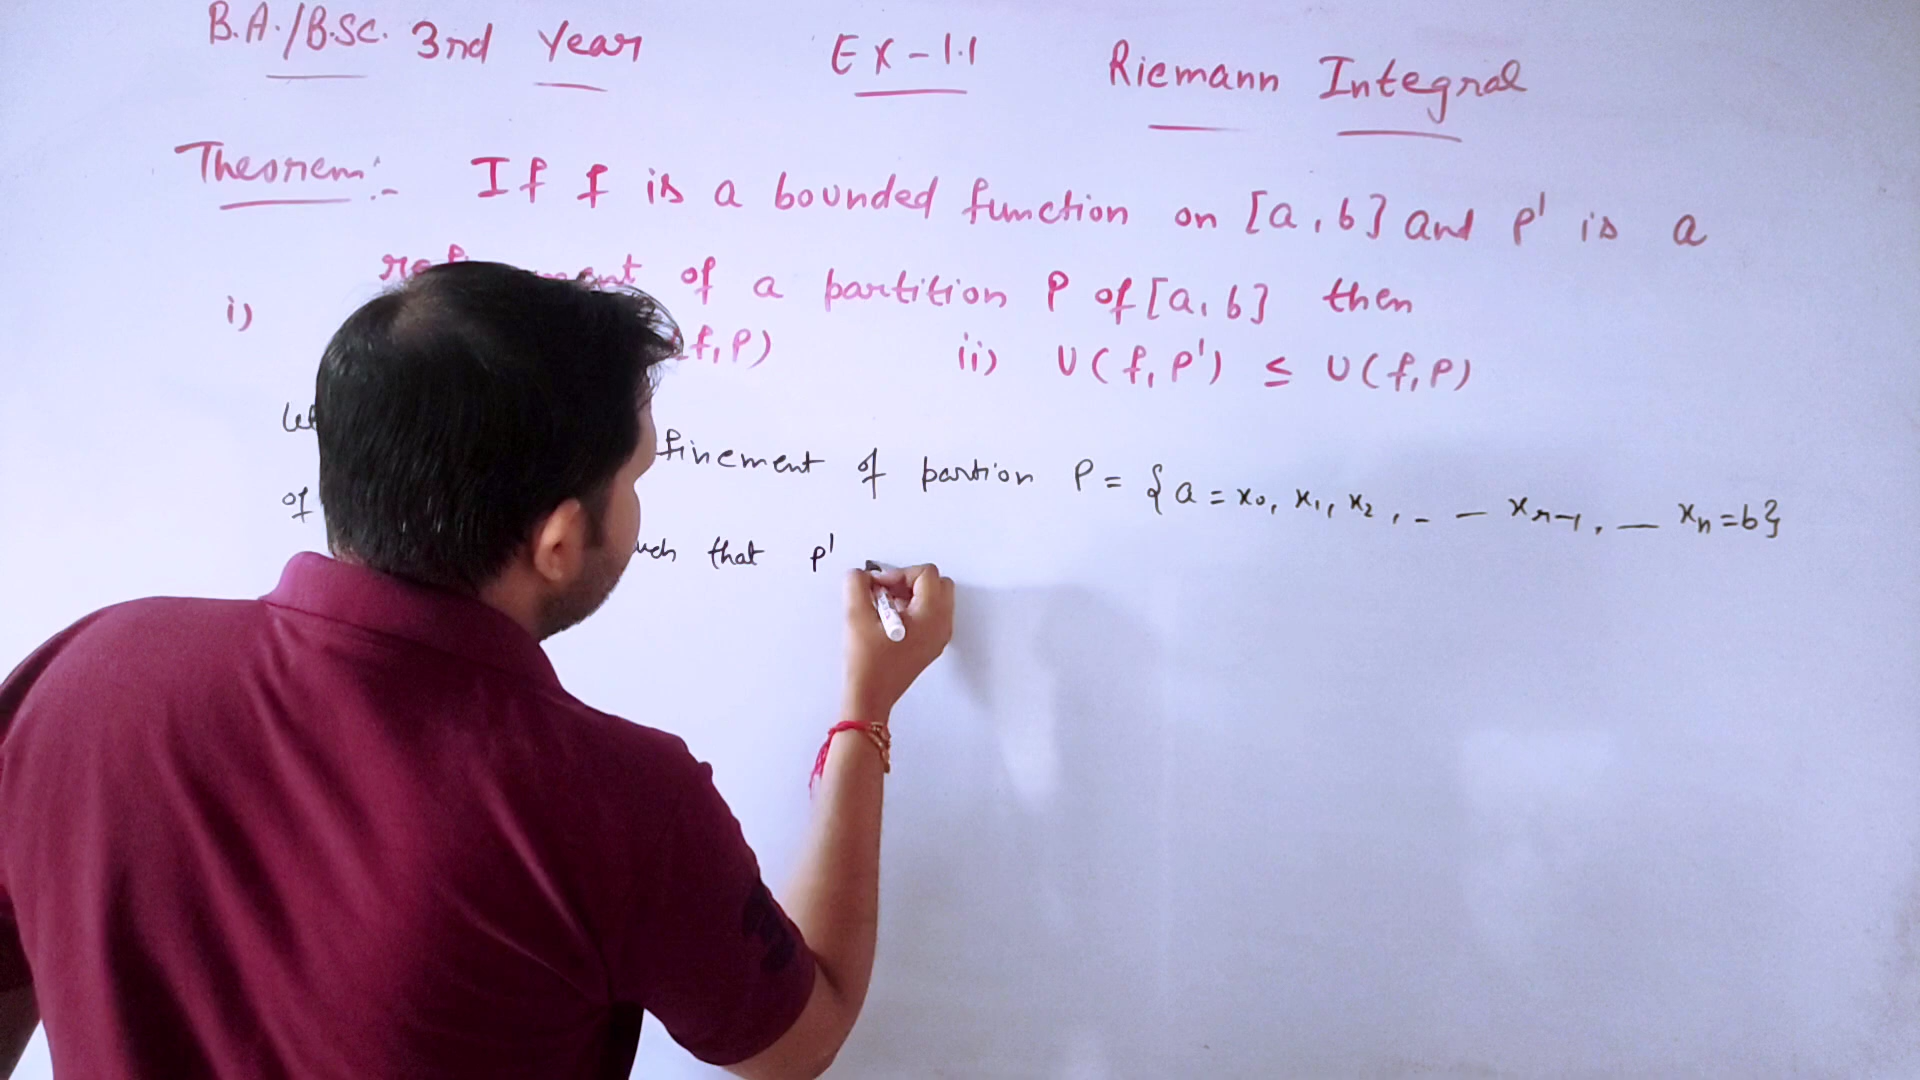 B.A./B.Sc. 3rd Year Ex-1.1 Riemann Integral
Theorem:- If f is a bounded function on [a,b] and P' is a
of a partition P of [a,b] then
i) f,P) ii) U(f,P') ≤ U(f,P)
Let finement of partion P = {a = x₀, x₁, x₂, . - — xᵣ₋₁, — xₙ=b}
of that P'